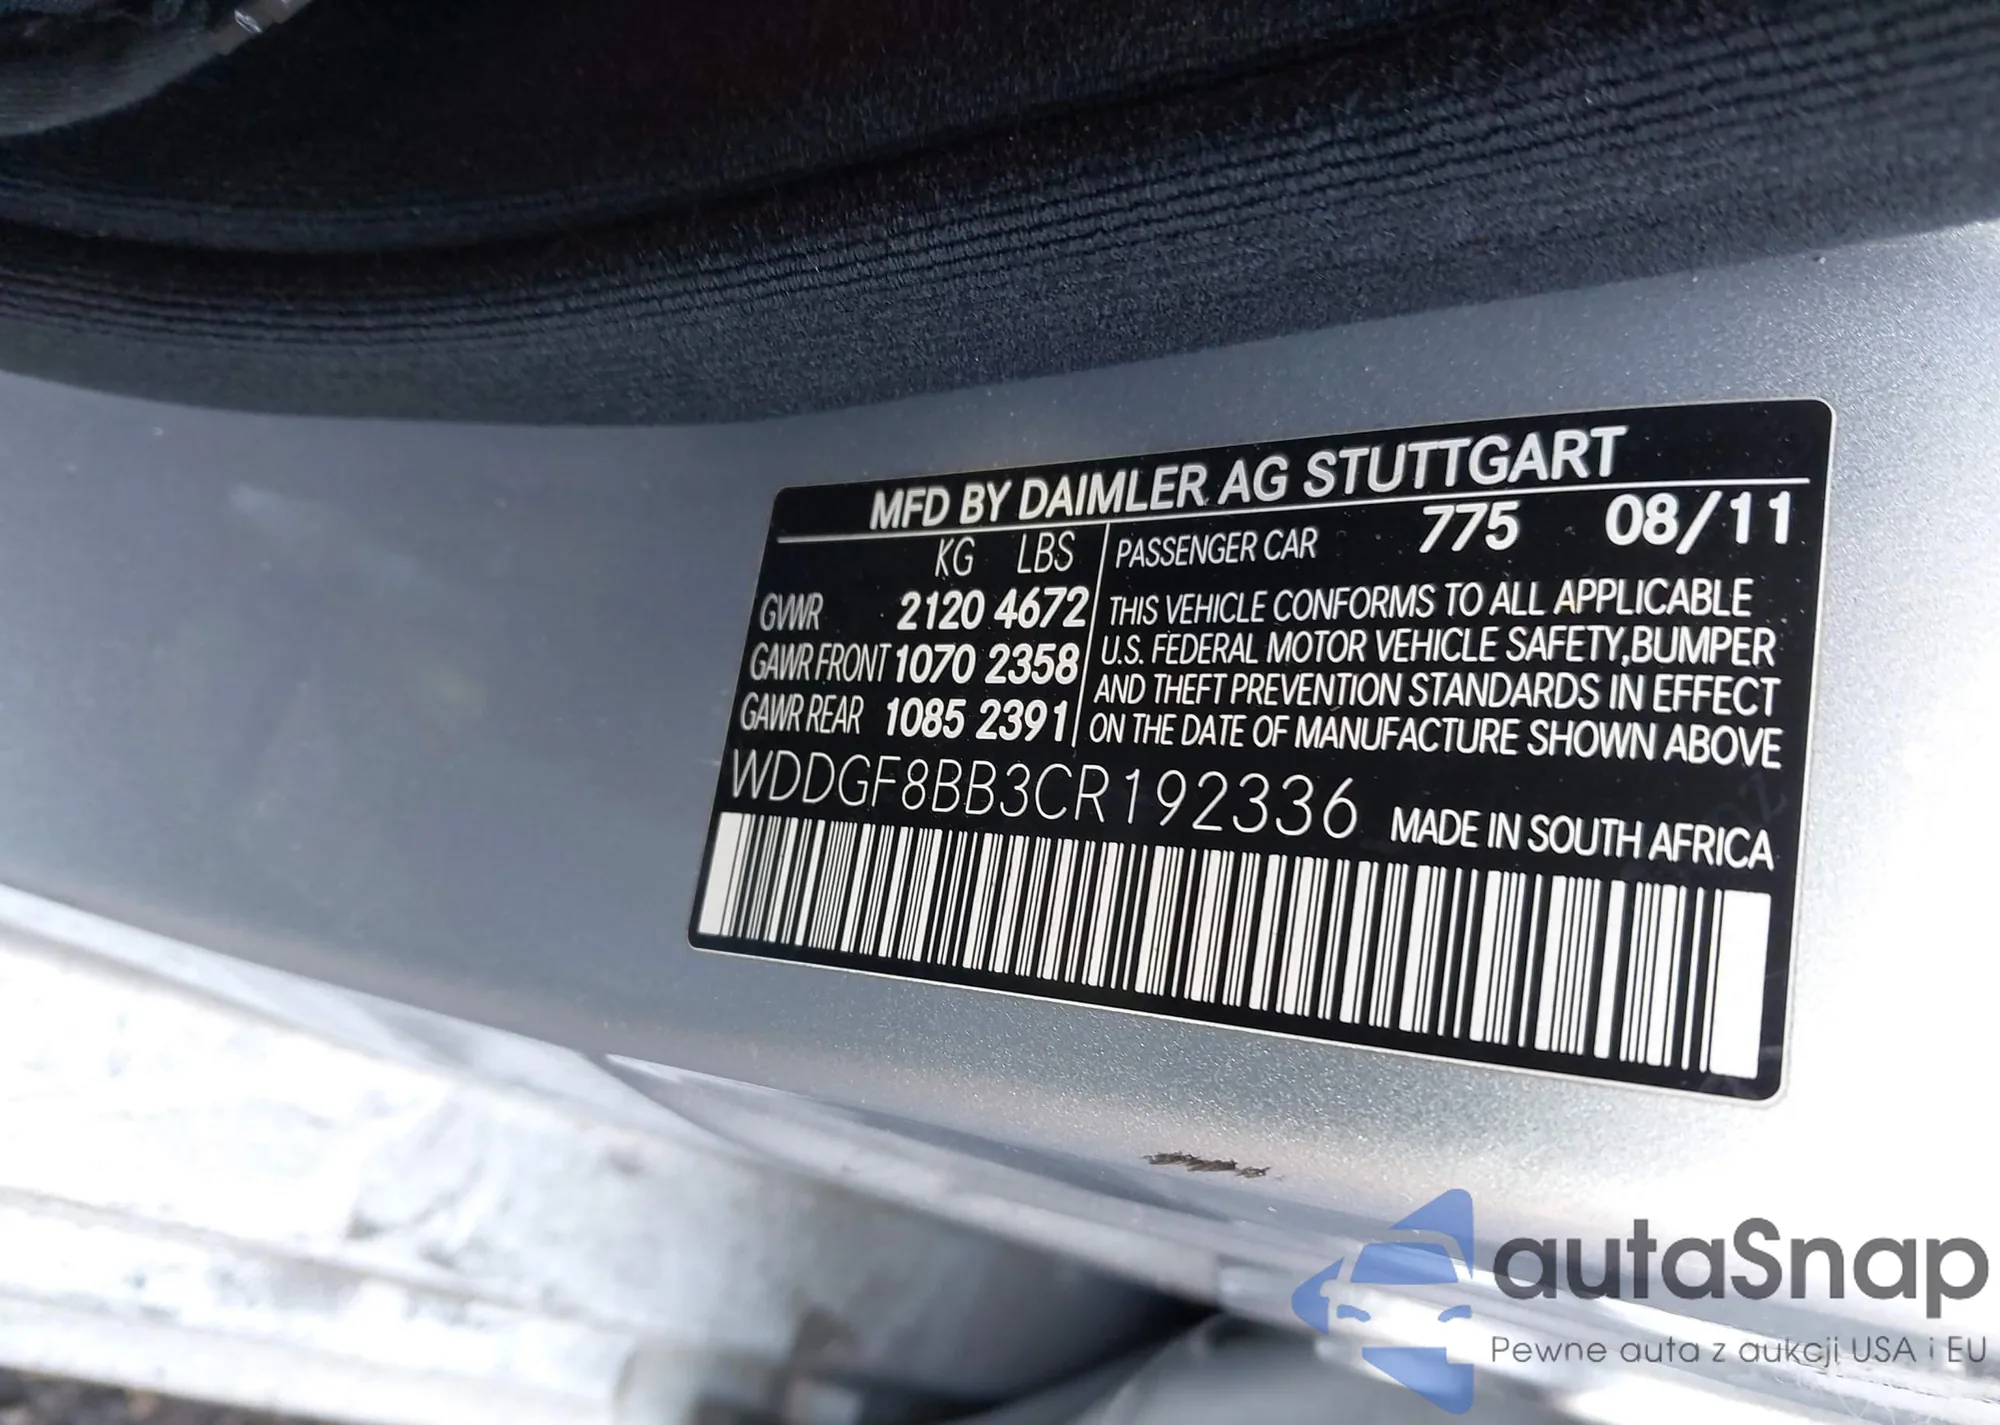 MFD BY DAIMLER AG STUTTGART
KG LBS
GVWR 2120 4672
GAWR FRONT 1070 2358
GAWR REAR 1085 2391
PASSENGER CAR 775 08/11
THIS VEHICLE CONFORMS TO ALL APPLICABLE
U.S. FEDERAL MOTOR VEHICLE SAFETY,BUMPER
AND THEFT PREVENTION STANDARDS IN EFFECT
ON THE DATE OF MANUFACTURE SHOWN ABOVE
WDDGF8BB3CR192336
MADE IN SOUTH AFRICA
autaSnap
Pewne auta z aukcji USA i EU